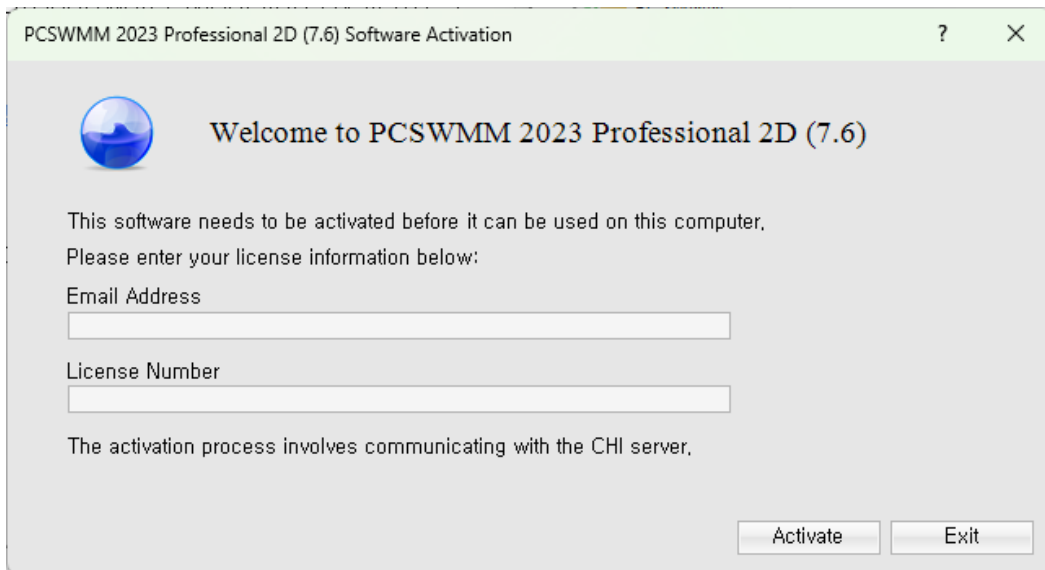 PCSWMM 2023 Professional 2D (7.6) Software Activation ?
Welcome to PCSWMM 2023 Professional 2D (7.6)
This software needs to be activated before it can be used on this computer.
Please enter your license information below:
Email Address
License Number
The activation process involves communicating with the CHI server.
Activate Exit